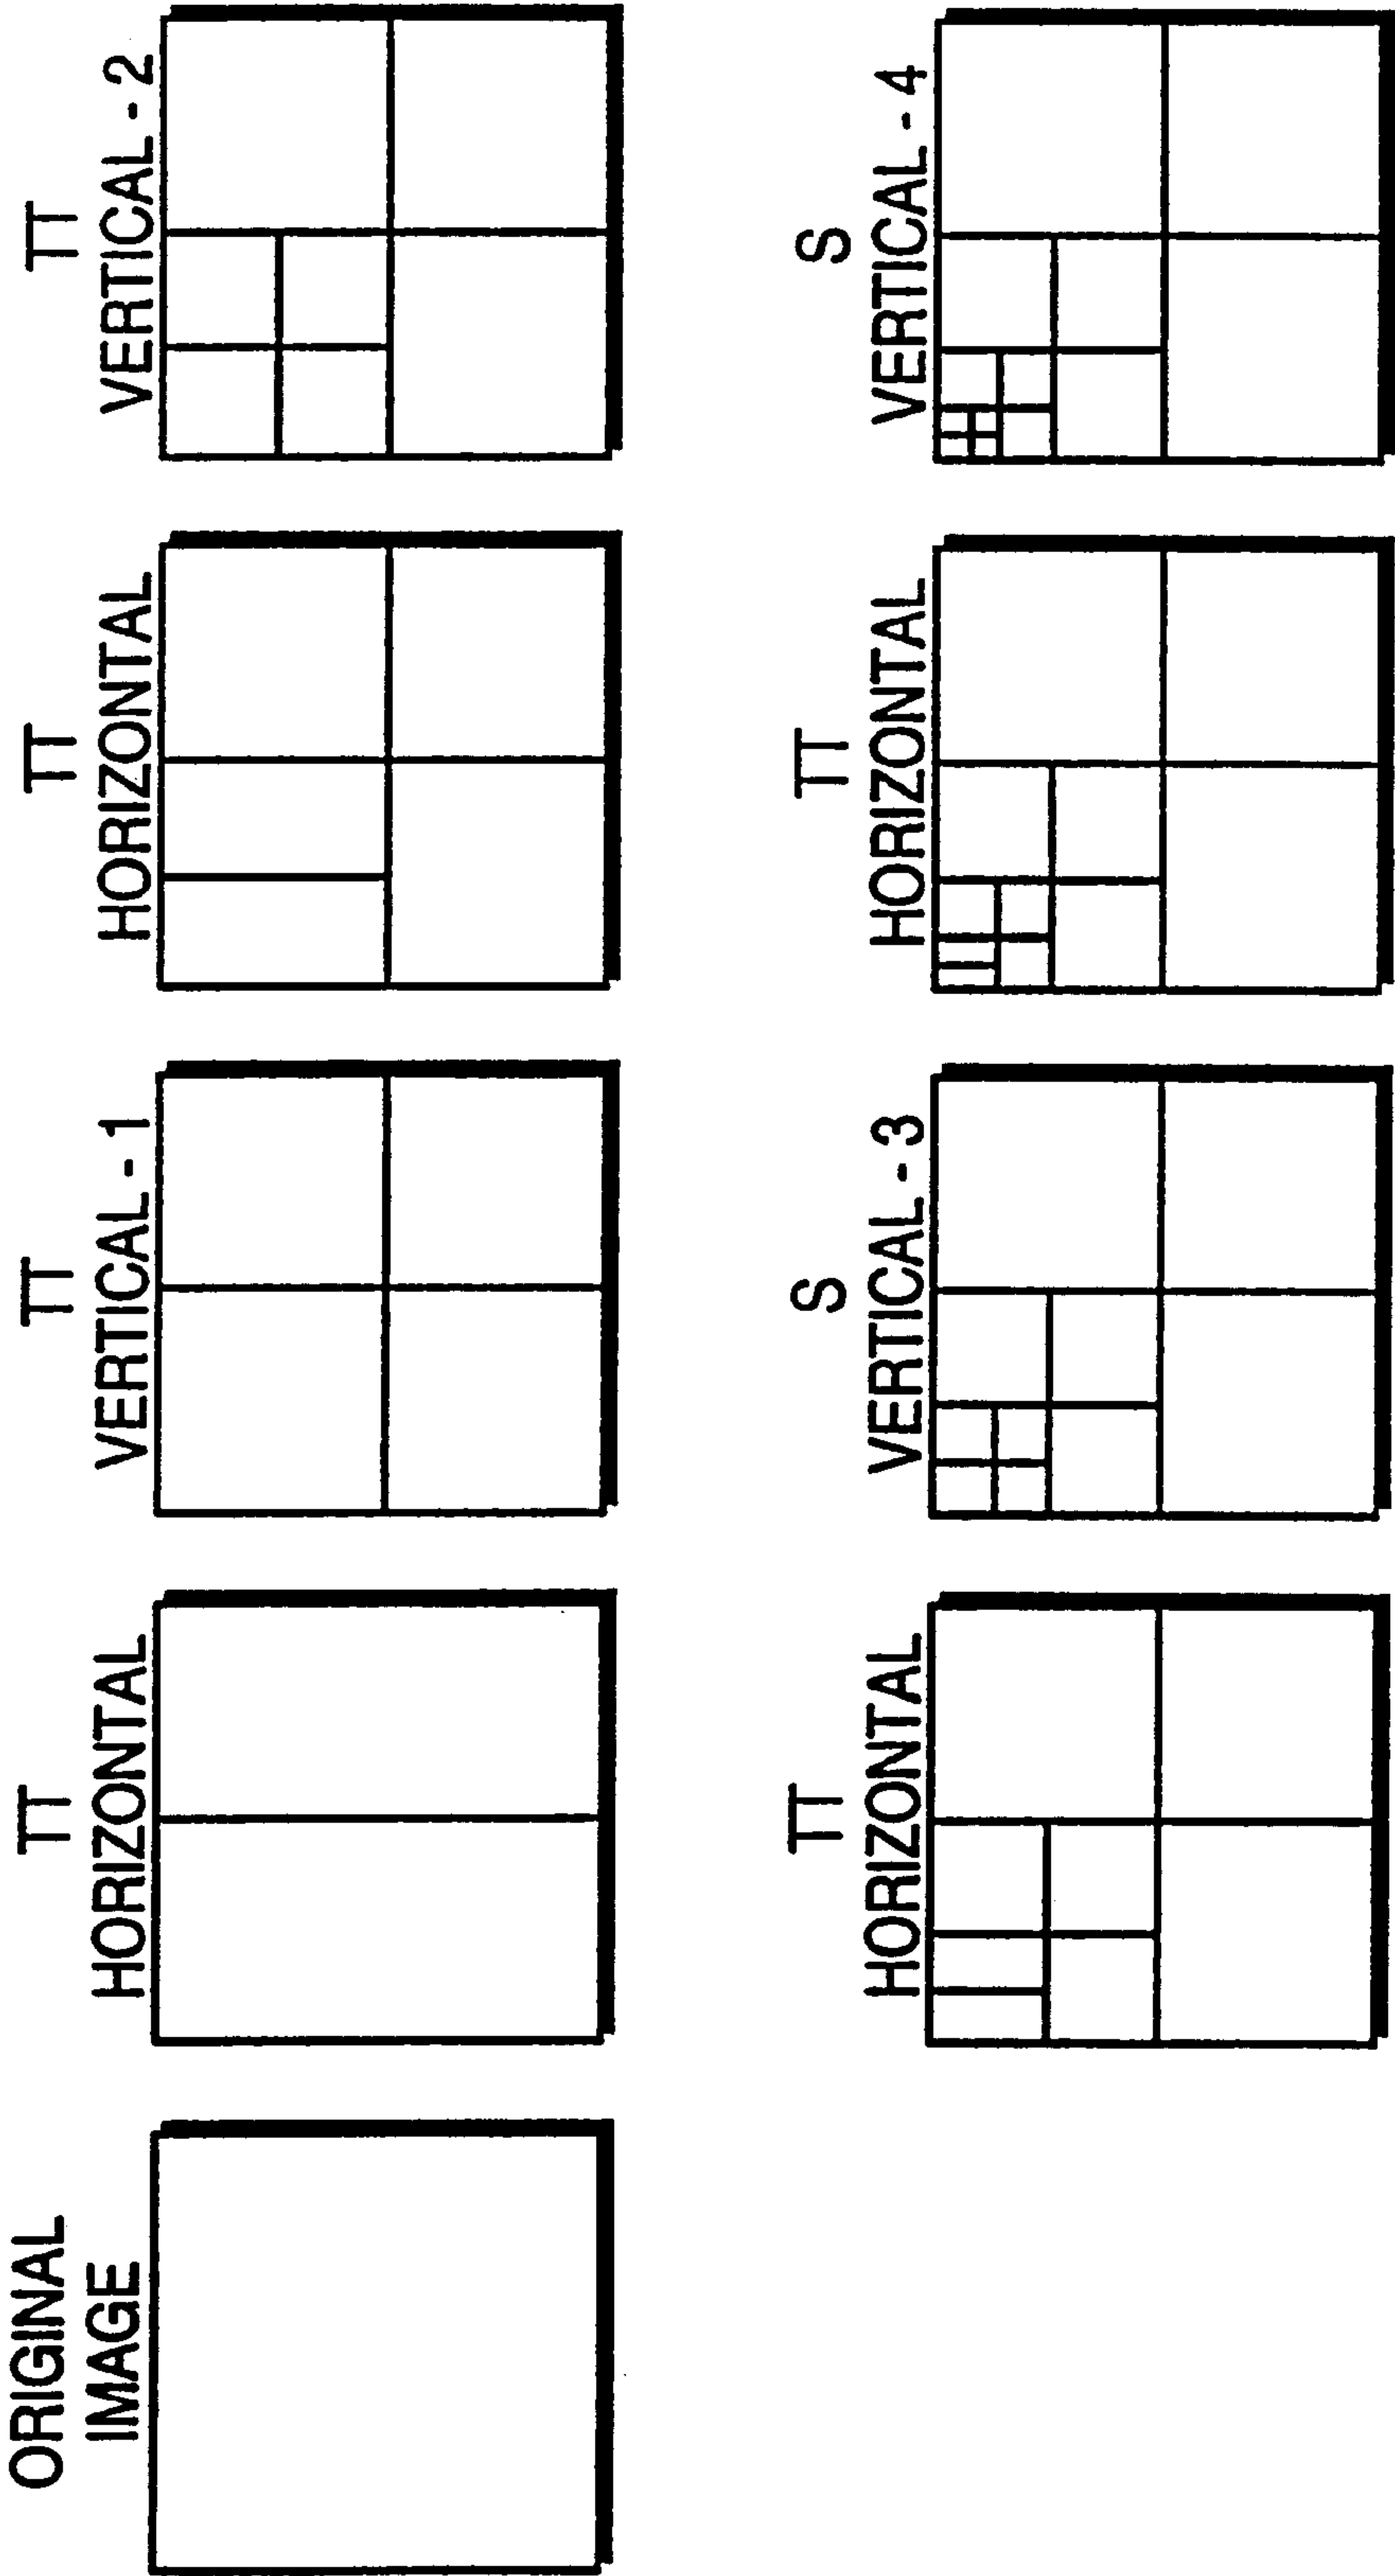 ORIGINAL
IMAGE
TT
HORIZONTAL
TT
VERTICAL - 1
TT
HORIZONTAL
TT
VERTICAL - 2
TT
HORIZONTAL
S
VERTICAL - 3
TT
HORIZONTAL
S
VERTICAL - 4